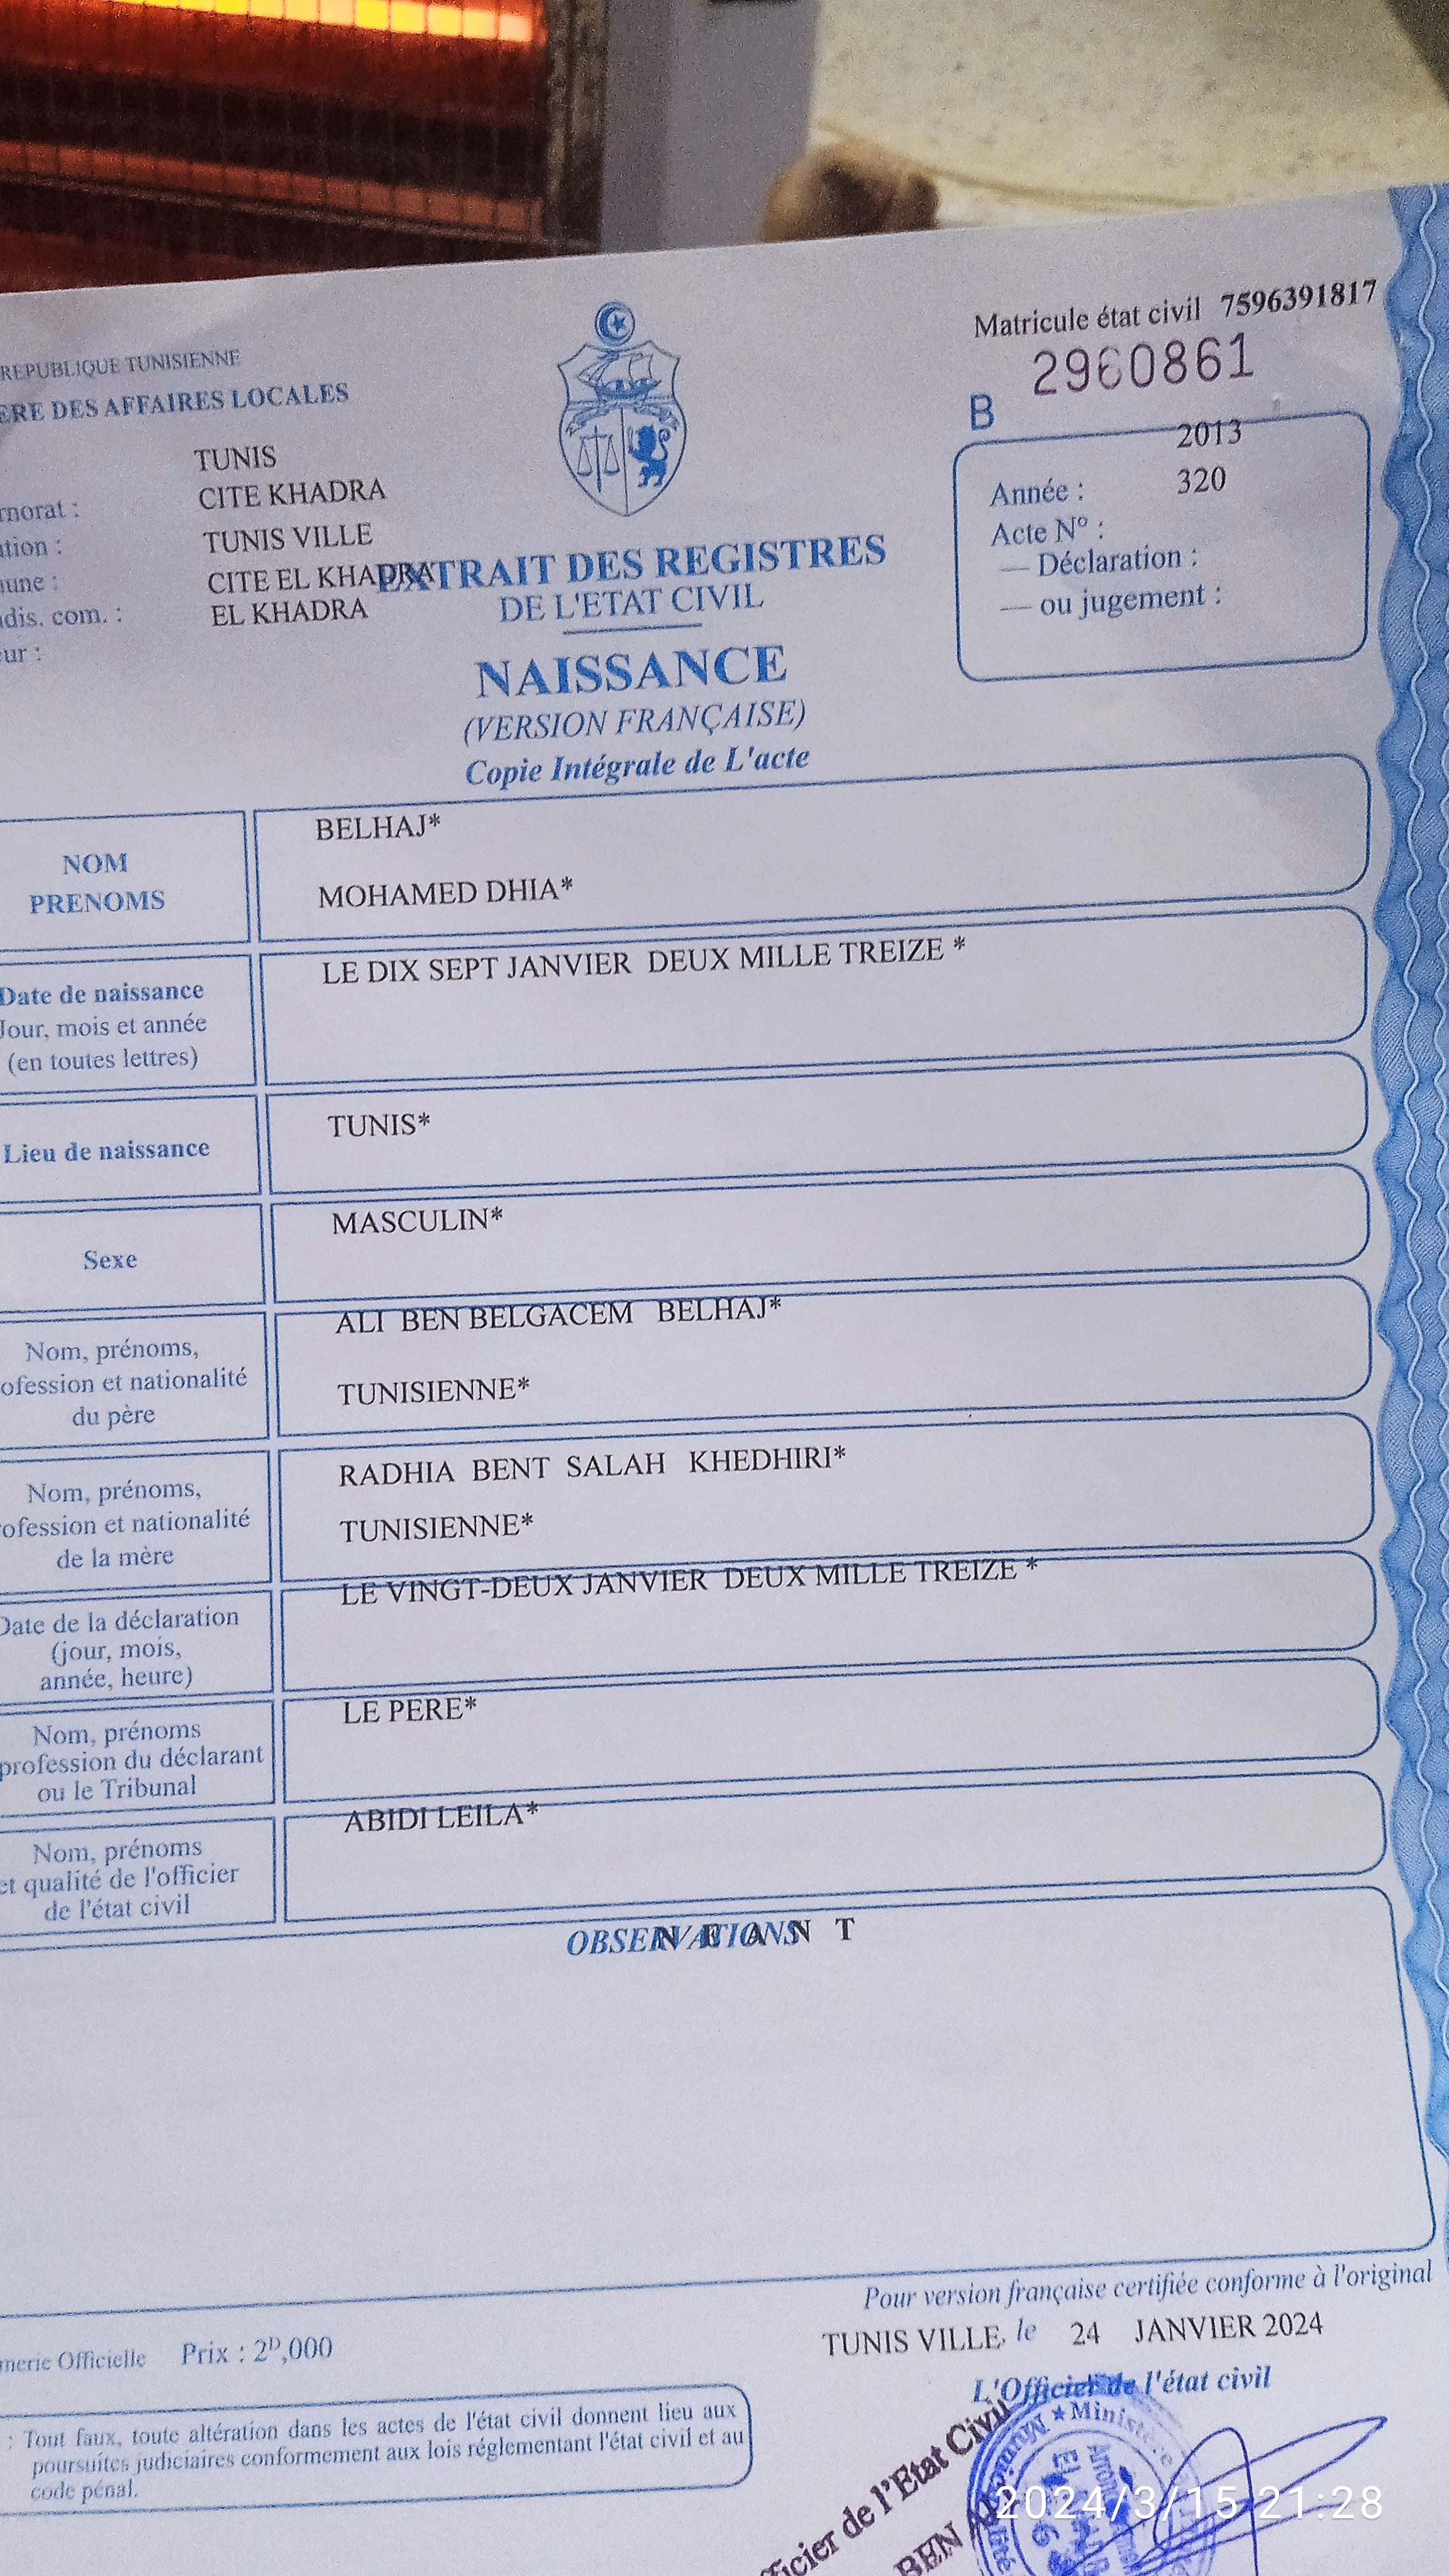 REPUBLIQUE TUNISIENNE
DES AFFAIRES LOCALES
TUNIS
CITE KHADRA
TUNIS VILLE
CITE EL KHADRA
com. : EL KHADRA
Matricule état civil 7596391817
2960861
B
2013
Année : 320
Acte N° :
— Déclaration :
— ou jugement :
EXTRAIT DES REGISTRES
DE L'ETAT CIVIL
NAISSANCE
(VERSION FRANÇAISE)
Copie Intégrale de L'acte
NOM
PRENOMS
BELHAJ*
MOHAMED DHIA*
Date de naissance
Jour, mois et année
(en toutes lettres)
LE DIX SEPT JANVIER DEUX MILLE TREIZE *
Lieu de naissance
TUNIS*
Sexe
MASCULIN*
Nom, prénoms,
ofession et nationalité
du père
ALI BEN BELGACEM BELHAJ*
TUNISIENNE*
Nom, prénoms,
ofession et nationalité
de la mère
RADHIA BENT SALAH KHEDHIRI*
TUNISIENNE*
Date de la déclaration
(jour, mois,
année, heure)
LE VINGT-DEUX JANVIER DEUX MILLE TREIZE *
Nom, prénoms
profession du déclarant
ou le Tribunal
LE PERE*
Nom, prénoms
et qualité de l'officier
de l'état civil
ABIDI LEILA*
OBSERVATIONS
N E A N T
Pour version française certifiée conforme à l'original
TUNIS VILLE, le 24 JANVIER 2024
L'Officier de l'état civil
Officielle Prix : 2ᴰ,000
: Tout faux, toute altération dans les actes de l'état civil donnent lieu aux
poursuites judiciaires conformement aux lois réglementant l'état civil et au
code pénal.
de l'Etat Civil
BEN
Ministère
2024/3/15 21:28